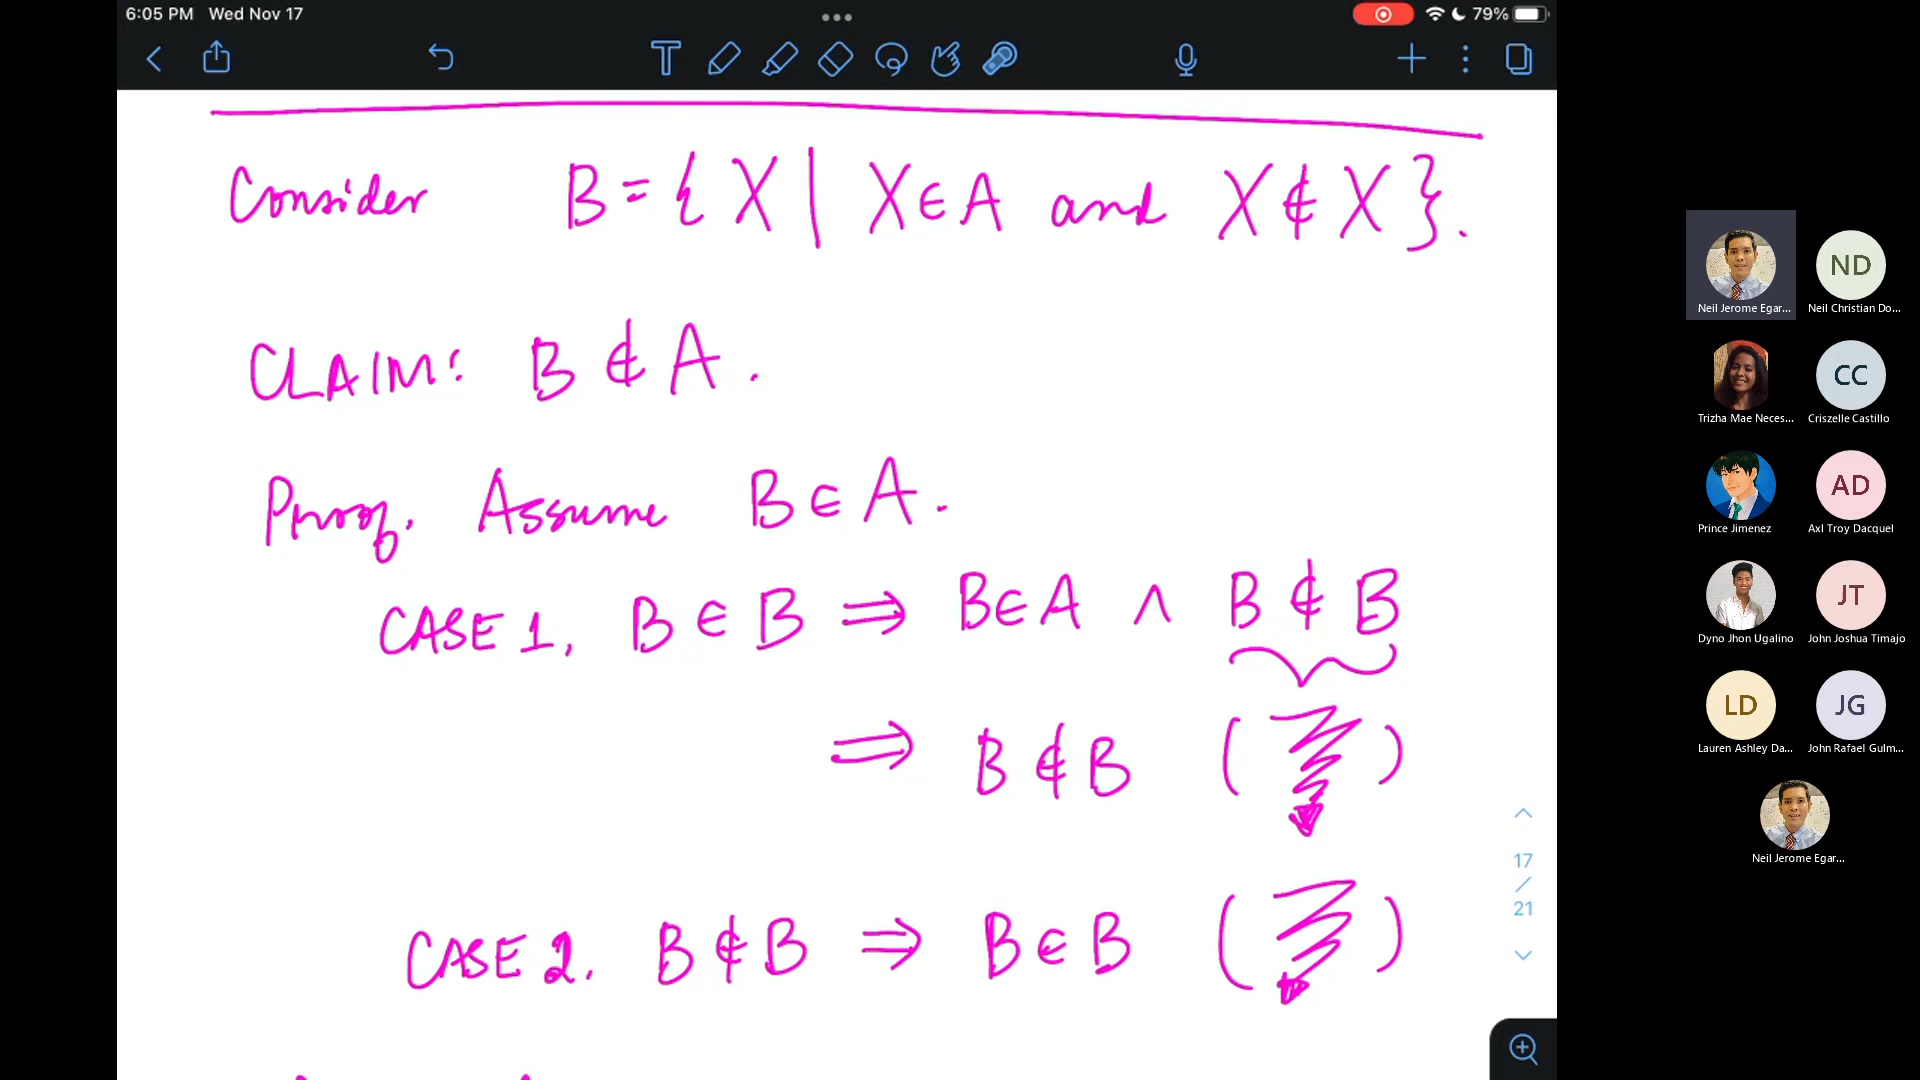 6:05 PM Wed Nov 17
79%
T
Consider B = { X | X ∈ A and X ∉ X }.
CLAIM: B ∉ A.
Proof. Assume B ∈ A.
CASE 1. B ∈ B ⇒ B ∈ A ∧ B ∉ B
⇒ B ∉ B ( )
CASE 2. B ∉ B ⇒ B ∈ B ( )
17
/
21
Neil Jerome Egar...
ND
Neil Christian Do...
Trizha Mae Neces...
CC
Criszelle Castillo
Prince Jimenez
AD
Axl Troy Dacquel
Dyno Jhon Ugalino
JT
John Joshua Timajo
LD
Lauren Ashley Da...
JG
John Rafael Gulm...
Neil Jerome Egar...